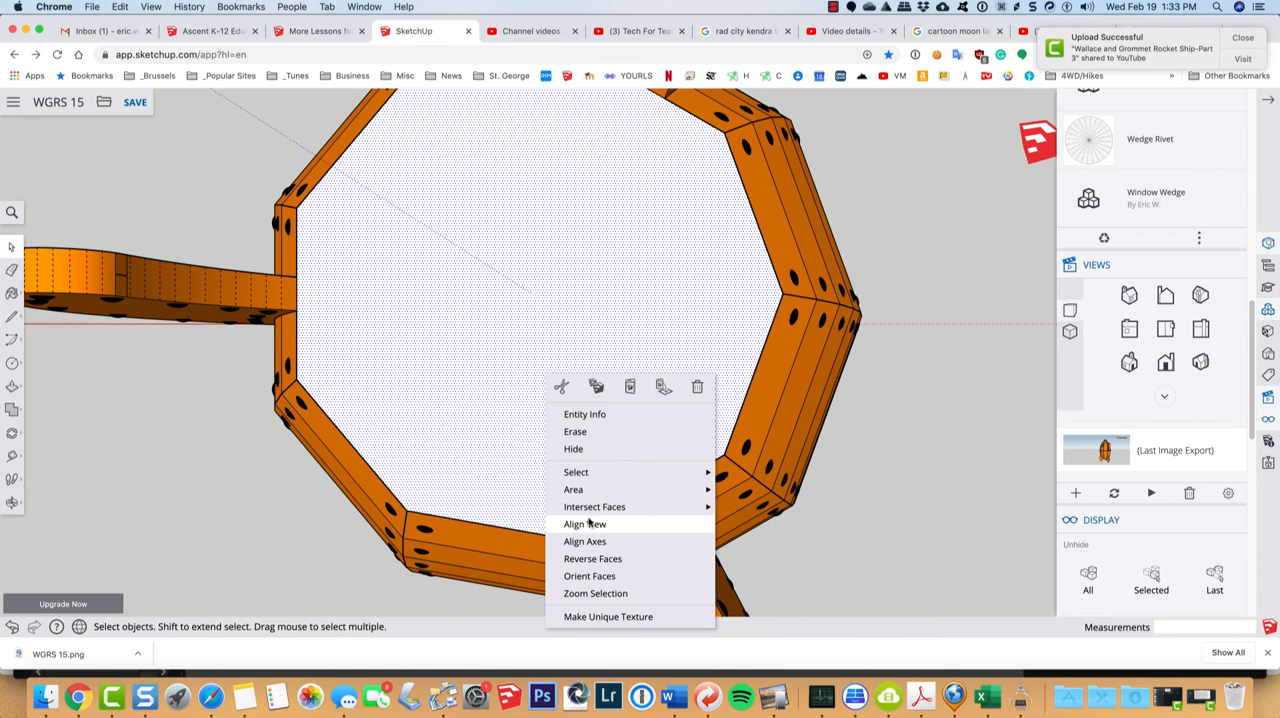 Chrome File Edit View History Bookmarks People Tab Window Help
Wed Feb 19 1:33 PM
Inbox (1) - eric.w
Ascent K-12 Edu
More Lessons for
SketchUp
Channel videos -
(3) Tech For Tea
rad city kendra t
Video details - Y
cartoon moon la
app.sketchup.com/app?hl=en
Upload Successful
"Wallace and Grommet Rocket Ship-Part
3" shared to YouTube
Close
Visit
Apps Bookmarks _Brussels _Popular Sites _Tunes Business Misc News St. George YOURLS H C VM 4WD/Hikes » Other Bookmarks
WGRS 15 SAVE
Wedge Rivet
Window Wedge
By Eric W.
VIEWS
(Last Image Export)
DISPLAY
Unhide
All Selected Last
Entity Info
Erase
Hide
Select
Area
Intersect Faces
Align View
Align Axes
Reverse Faces
Orient Faces
Zoom Selection
Make Unique Texture
Upgrade Now
Select objects. Shift to extend select. Drag mouse to select multiple.
Measurements
WGRS 15.png
Show All
Ps
Lr
W